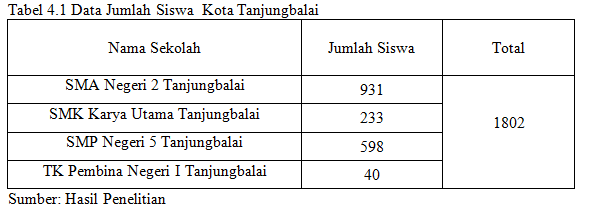 Tabel 4.1 Data Jumlah Siswa Kota Tanjungbalai
Nama Sekolah Jumlah Siswa Total
SMA Negeri 2 Tanjungbalai 931
SMK Karya Utama Tanjungbalai 233
1802
SMP Negeri 5 Tanjungbalai 598
TK Pembina Negeri I Tanjungbalai 40
Sumber: Hasil Penelitian